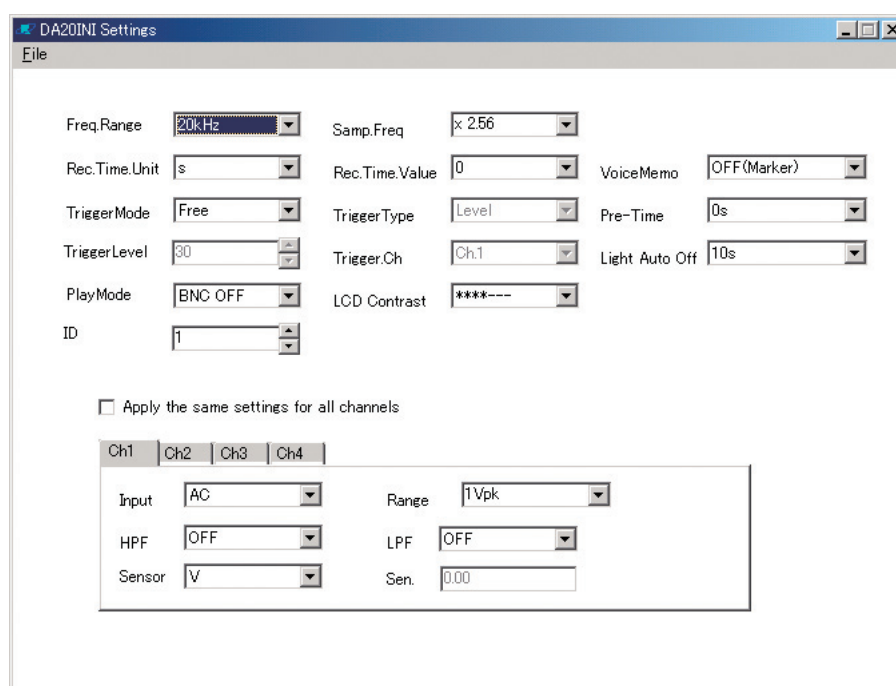 DA20INI Settings
File
Freq.Range 20kHz Samp.Freq x 2.56
Rec.Time.Unit s Rec.Time.Value 0 VoiceMemo OFF(Marker)
TriggerMode Free TriggerType Level Pre-Time 0s
TriggerLevel 30 Trigger.Ch Ch.1 Light Auto Off 10s
PlayMode BNC OFF LCD Contrast ****---
ID 1
Apply the same settings for all channels
Ch1 Ch2 Ch3 Ch4
Input AC Range 1Vpk
HPF OFF LPF OFF
Sensor V Sen. 0.00